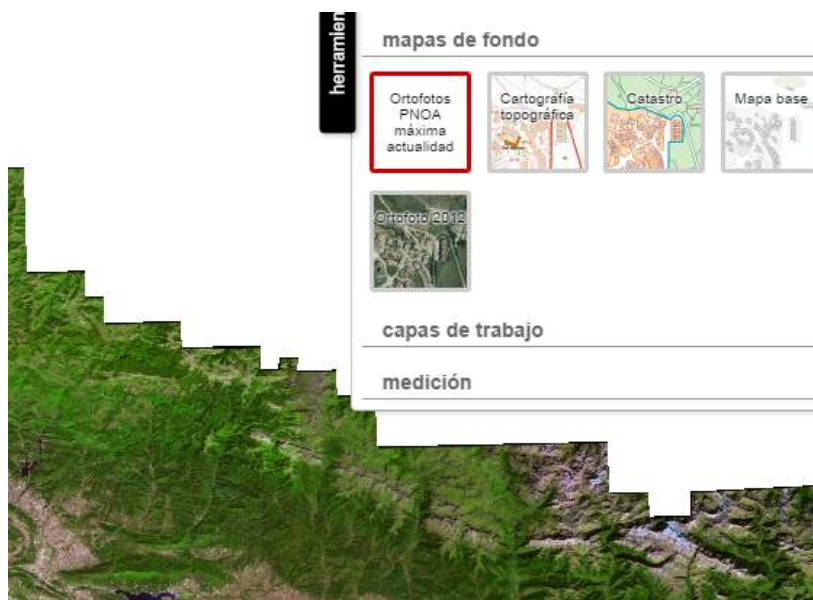 herramien
mapas de fondo
Ortofotos
PNOA
máxima
actualidad
Cartografía
topográfica
Catastro
Mapa base
Ortofoto 2012
capas de trabajo
medición